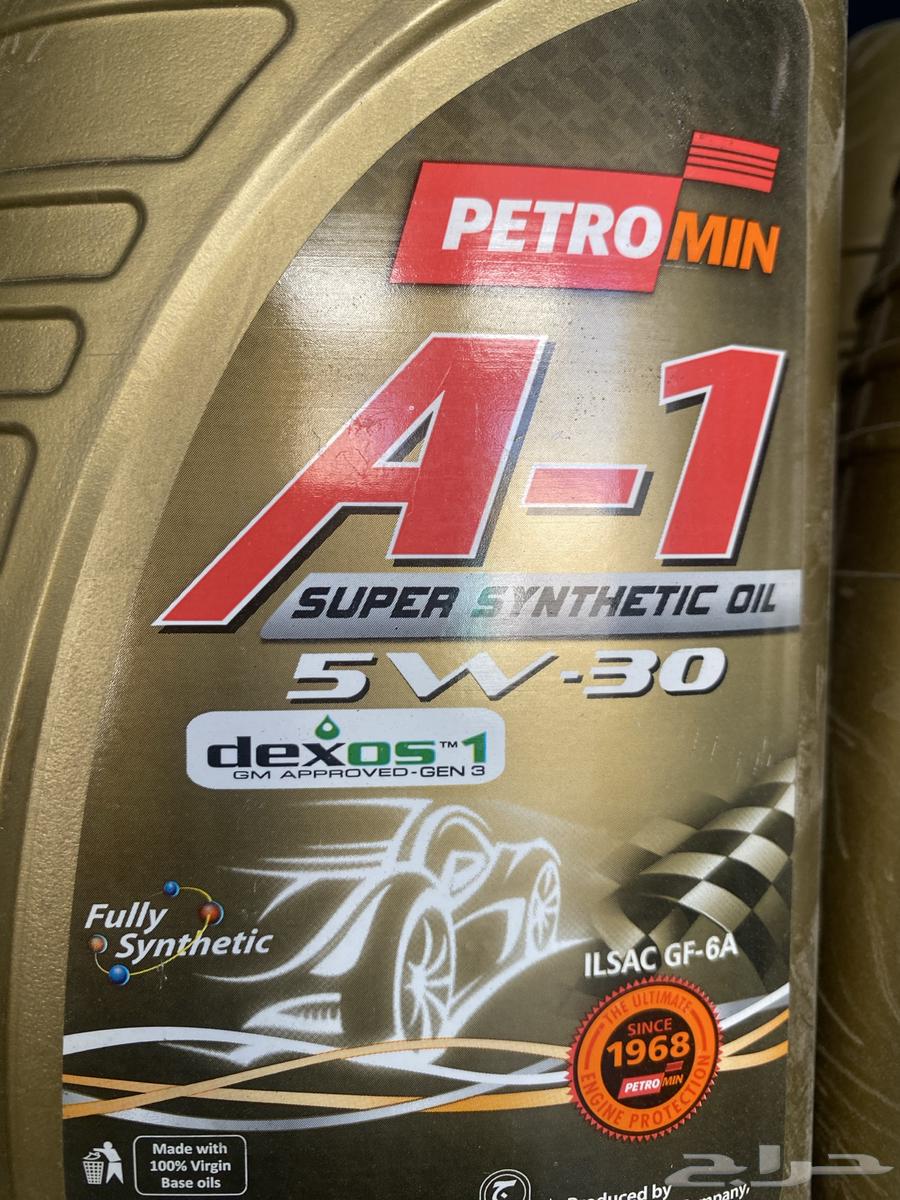 PETROMIN
A-1
SUPER SYNTHETIC OIL
5W-30
dexos™1
GM APPROVED-GEN 3
Fully
Synthetic
ILSAC GF-6A
THE ULTIMATE
SINCE
1968
PETROMIN
ENGINE PROTECTION
Made with
100% Virgin
Base oils
ج
Produced by
حراج